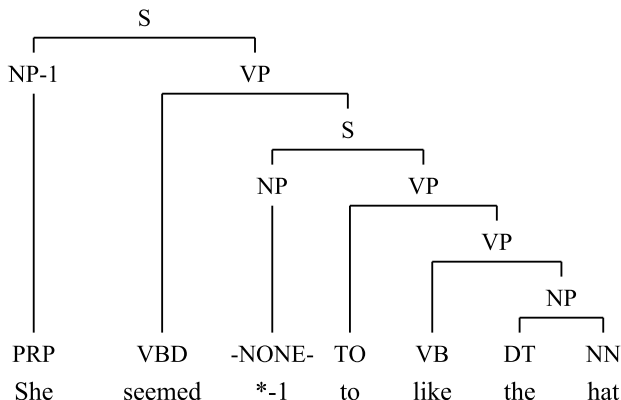 S
NP-1 VP
S
NP VP
VP
NP
PRP VBD -NONE- TO VB DT NN
She seemed *-1 to like the hat